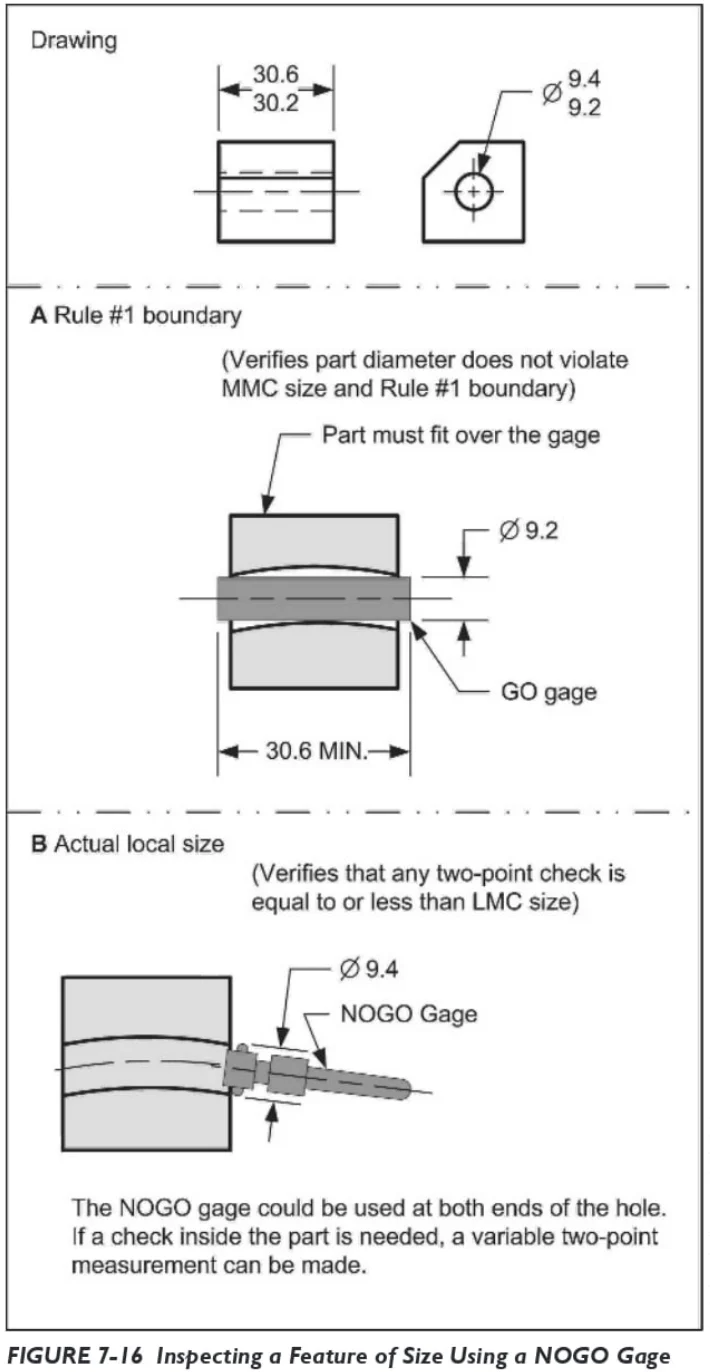 Drawing
30.6
30.2
∅ 9.4
9.2
A Rule #1 boundary
(Verifies part diameter does not violate
MMC size and Rule #1 boundary)
Part must fit over the gage
∅ 9.2
GO gage
30.6 MIN.
B Actual local size
(Verifies that any two-point check is
equal to or less than LMC size)
∅ 9.4
NOGO Gage
The NOGO gage could be used at both ends of the hole.
If a check inside the part is needed, a variable two-point
measurement can be made.
FIGURE 7-16 Inspecting a Feature of Size Using a NOGO Gage